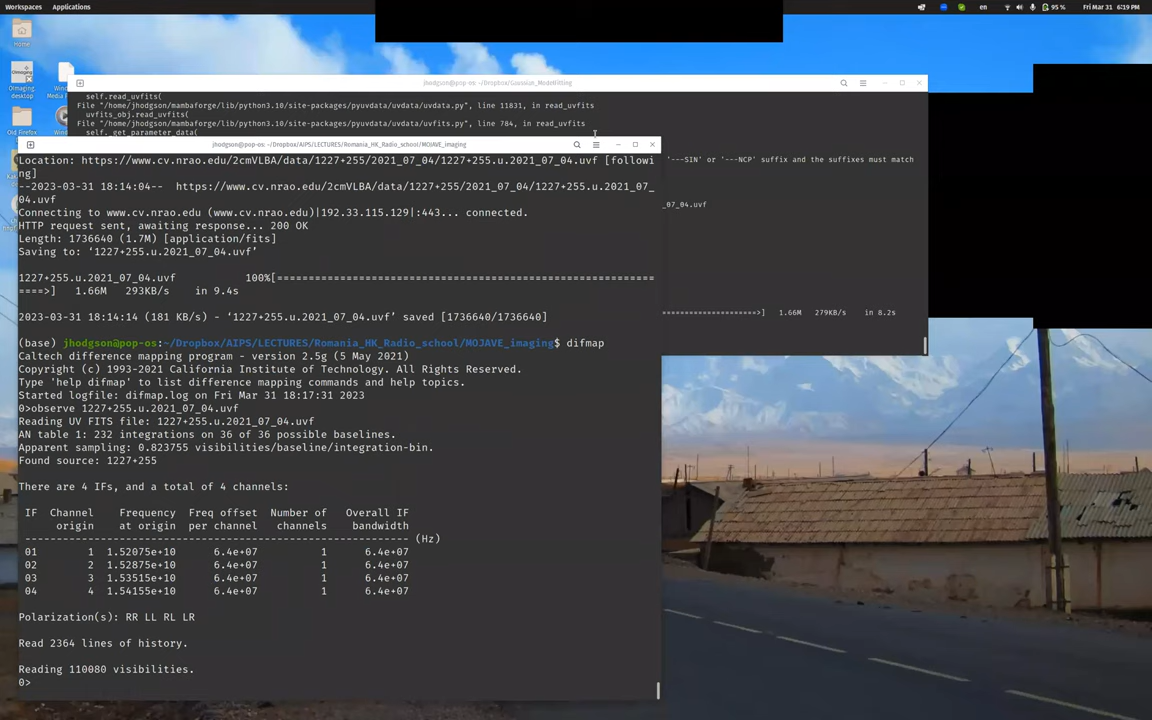 Workspaces Applications
en 95 % Fri Mar 31 6:19 PM
Home
OImaging desktop
Old Firefox
jhodgson@pop-os: ~/Dropbox/Gaussian_ModelFitting
self.read_uvfits(
File "/home/jhodgson/mambaforge/lib/python3.10/site-packages/pyuvdata/uvdata/uvdata.py", line 11831, in read_uvfits
uvfits_obj.read_uvfits(
File "/home/jhodgson/mambaforge/lib/python3.10/site-packages/pyuvdata/uvdata/uvfits.py", line 784, in read_uvfits
self._get_parameter_data(
'---SIN' or '---NCP' suffix and the suffixes must match
_07_04.uvf
====================>] 1.66M 279KB/s in 8.2s
jhodgson@pop-os: ~/Dropbox/AIPS/LECTURES/Romania_HK_Radio_school/MOJAVE_imaging
Location: https://www.cv.nrao.edu/2cmVLBA/data/1227+255/2021_07_04/1227+255.u.2021_07_04.uvf [followi
ng]
--2023-03-31 18:14:04--  https://www.cv.nrao.edu/2cmVLBA/data/1227+255/2021_07_04/1227+255.u.2021_07_
04.uvf
Connecting to www.cv.nrao.edu (www.cv.nrao.edu)|192.33.115.129|:443... connected.
HTTP request sent, awaiting response... 200 OK
Length: 1736640 (1.7M) [application/fits]
Saving to: ‘1227+255.u.2021_07_04.uvf’
1227+255.u.2021_07_04.uvf 100%[=========================================================
====>] 1.66M 293KB/s in 9.4s
2023-03-31 18:14:14 (181 KB/s) - ‘1227+255.u.2021_07_04.uvf’ saved [1736640/1736640]
(base) jhodgson@pop-os:~/Dropbox/AIPS/LECTURES/Romania_HK_Radio_school/MOJAVE_imaging$ difmap
Caltech difference mapping program - version 2.5g (5 May 2021)
Copyright (c) 1993-2021 California Institute of Technology. All Rights Reserved.
Type 'help difmap' to list difference mapping commands and help topics.
Started logfile: difmap.log on Fri Mar 31 18:17:31 2023
0>observe 1227+255.u.2021_07_04.uvf
Reading UV FITS file: 1227+255.u.2021_07_04.uvf
AN table 1: 232 integrations on 36 of 36 possible baselines.
Apparent sampling: 0.823755 visibilities/baseline/integration-bin.
Found source: 1227+255
There are 4 IFs, and a total of 4 channels:
IF Channel Frequency Freq offset Number of Overall IF
origin at origin per channel channels bandwidth
------------------------------------------------------------- (Hz)
01 1 1.52075e+10 6.4e+07 1 6.4e+07
02 2 1.52875e+10 6.4e+07 1 6.4e+07
03 3 1.53515e+10 6.4e+07 1 6.4e+07
04 4 1.54155e+10 6.4e+07 1 6.4e+07
Polarization(s): RR LL RL LR
Read 2364 lines of history.
Reading 110080 visibilities.
0>